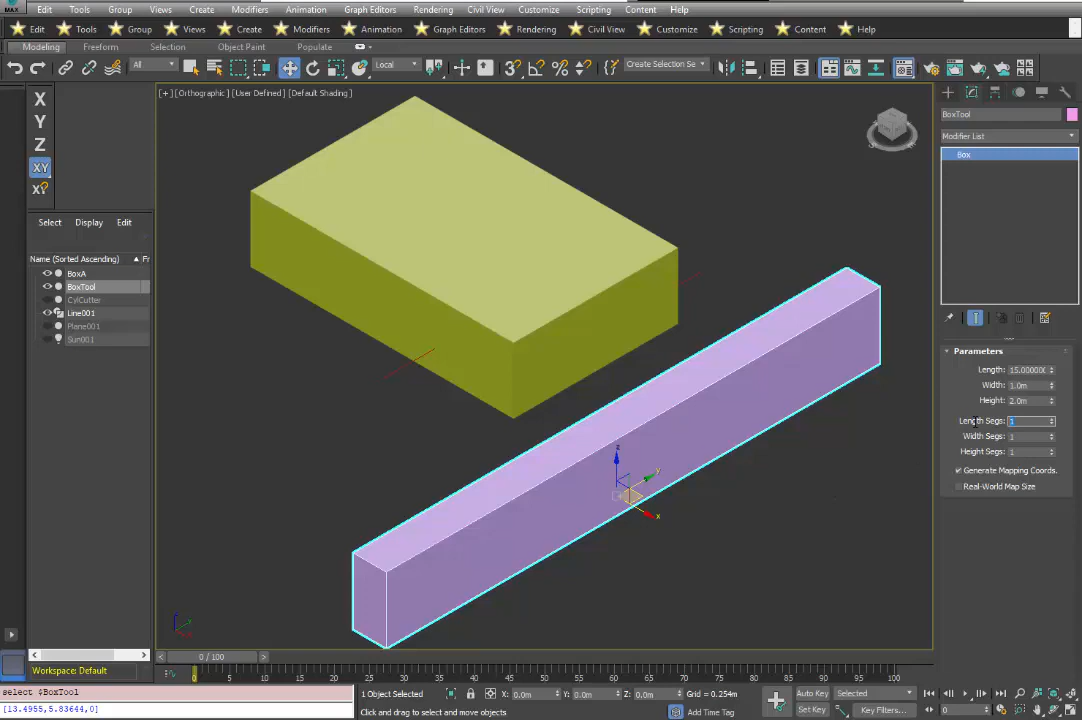 MAX Edit Tools Group Views Create Modifiers Animation Graph Editors Rendering Civil View Customize Scripting Content Help
Edit Tools Group Views Create Modifiers Animation Graph Editors Rendering Civil View Customize Scripting Content Help
Modeling Freeform Selection Object Paint Populate
All Local Create Selection Se
[+] [Orthographic] [User Defined] [Default Shading]
X
Y
Z
XY
XY
Select Display Edit
Name (Sorted Ascending) Fr
BoxA
BoxTool
CylCutter
Line001
Plane001
Sun001
BoxTool
Modifier List
Box
Parameters
Length: 15.000000
Width: 1.0m
Height: 2.0m
Length Segs: 1
Width Segs: 1
Height Segs: 1
Generate Mapping Coords.
Real-World Map Size
z
y
x
Workspace: Default
0 / 100
0 5 10 15 20 25 30 35 40 45 50 55 60 65 70 75 80 85 90 95 100
select $BoxTool
[13.4955,5.83644,0]
1 Object Selected X: 0.0m Y: 0.0m Z: 0.0m Grid = 0.254m
Click and drag to select and move objects Add Time Tag
Auto Key Selected
Set Key Key Filters... 0